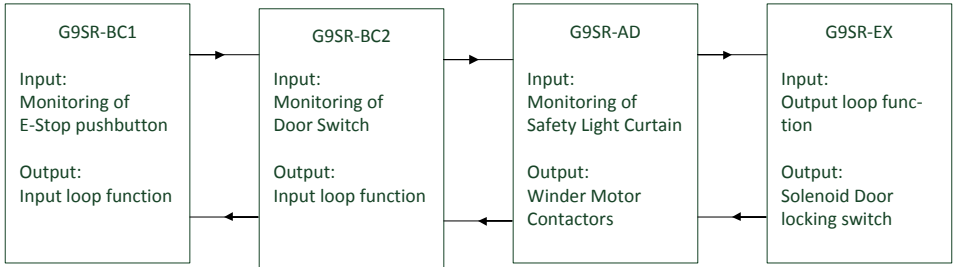 G9SR-BC1
Input:
Monitoring of
E-Stop pushbutton
Output:
Input loop function
G9SR-BC2
Input:
Monitoring of
Door Switch
Output:
Input loop function
G9SR-AD
Input:
Monitoring of
Safety Light Curtain
Output:
Winder Motor
Contactors
G9SR-EX
Input:
Output loop func-
tion
Output:
Solenoid Door
locking switch